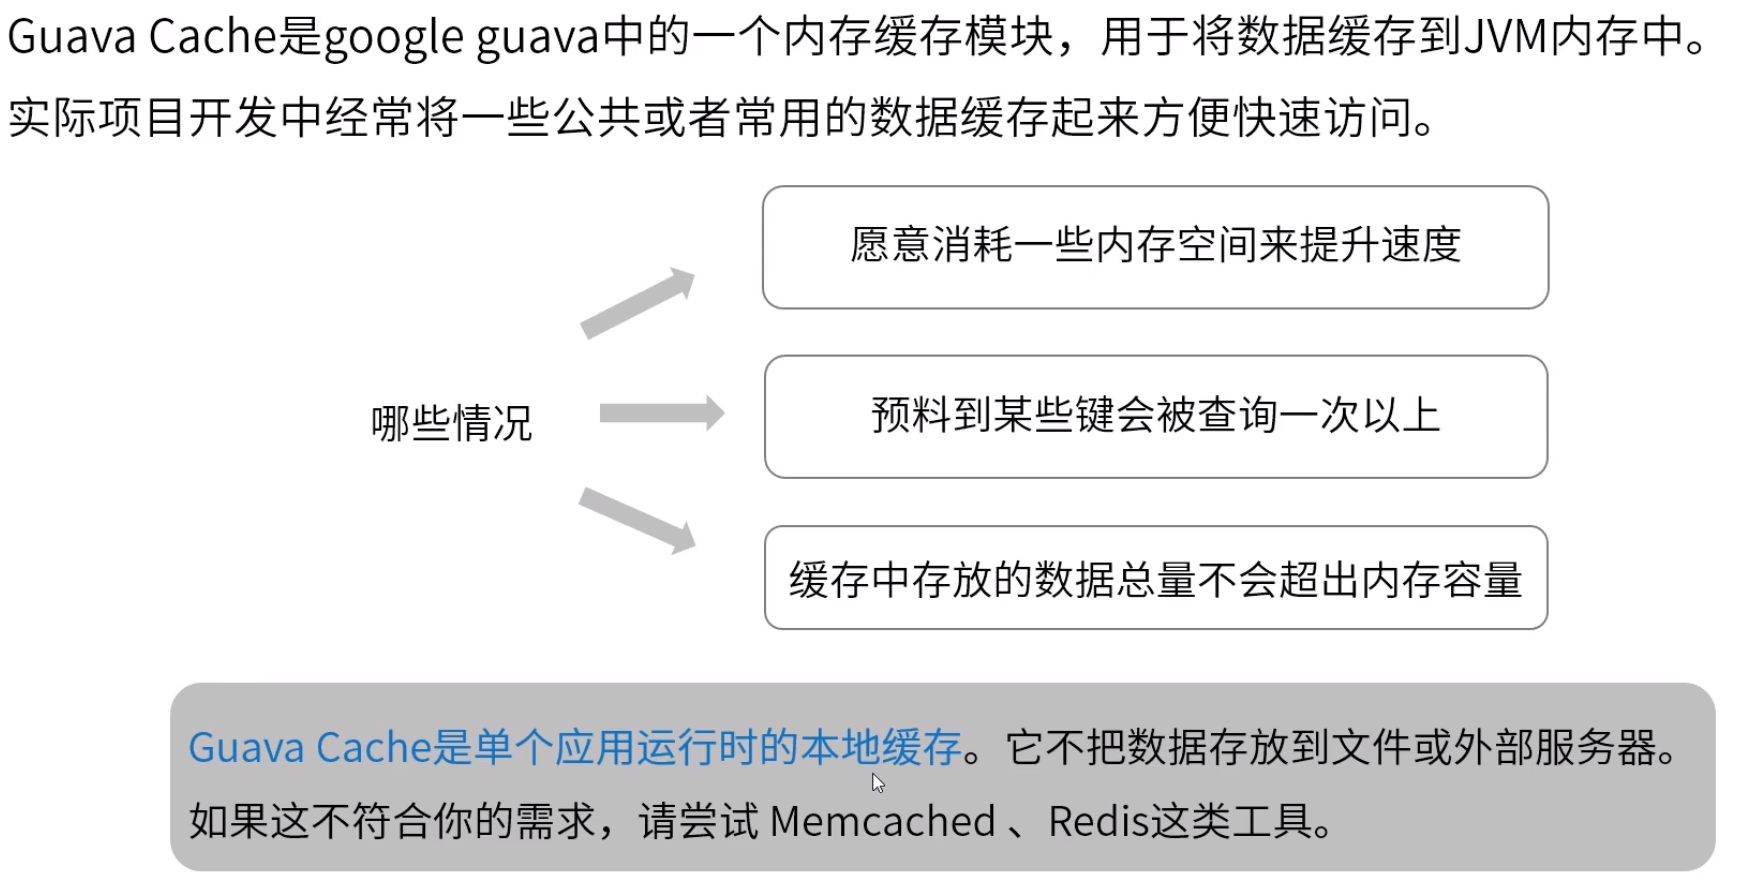 Guava Cache是google guava中的一个内存缓存模块，用于将数据缓存到JVM内存中。
实际项目开发中经常将一些公共或者常用的数据缓存起来方便快速访问。
愿意消耗一些内存空间来提升速度
哪些情况
预料到某些键会被查询一次以上
缓存中存放的数据总量不会超出内存容量
Guava Cache是单个应用运行时的本地缓存。它不把数据存放到文件或外部服务器。
如果这不符合你的需求，请尝试 Memcached 、Redis这类工具。